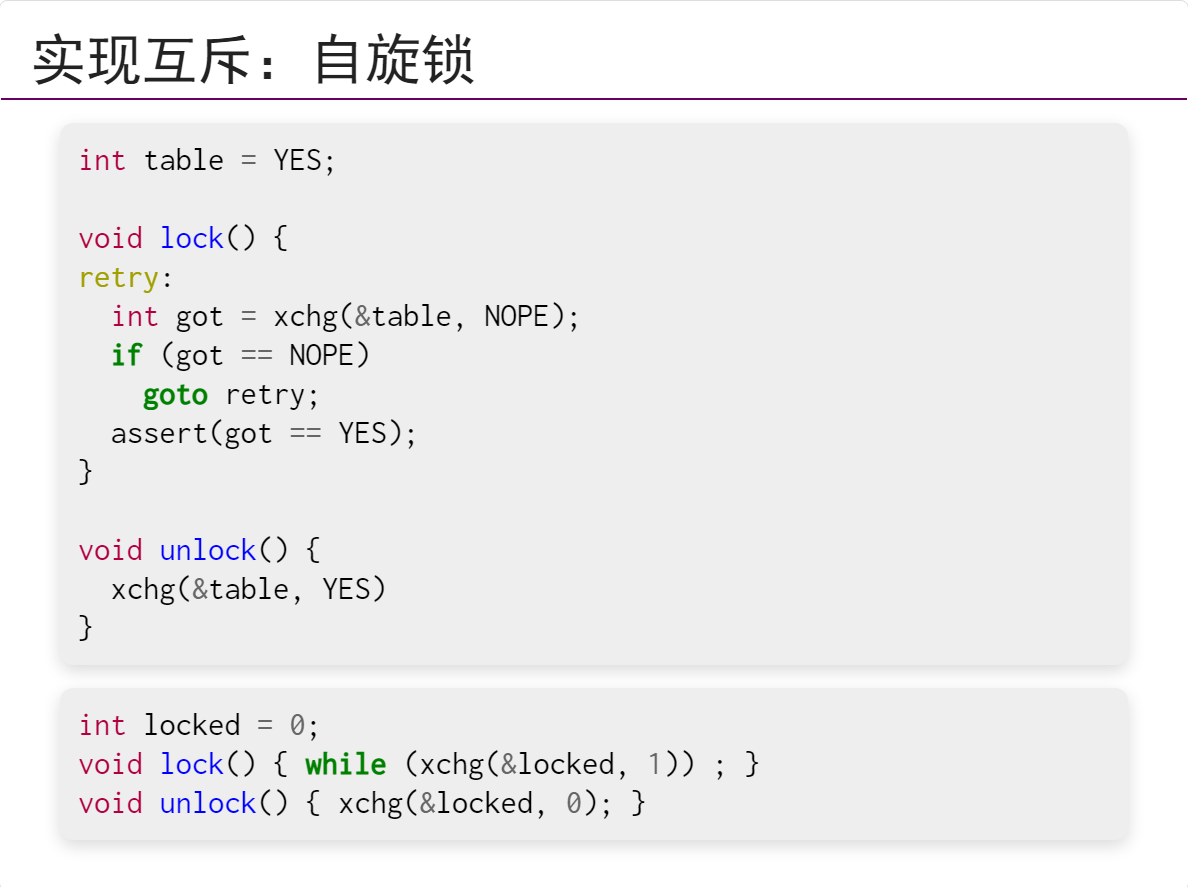 实现互斥：自旋锁
int table = YES;
void lock() {
retry:
  int got = xchg(&table, NOPE);
  if (got == NOPE)
    goto retry;
  assert(got == YES);
}
void unlock() {
  xchg(&table, YES)
}
int locked = 0;
void lock() { while (xchg(&locked, 1)) ; }
void unlock() { xchg(&locked, 0); }